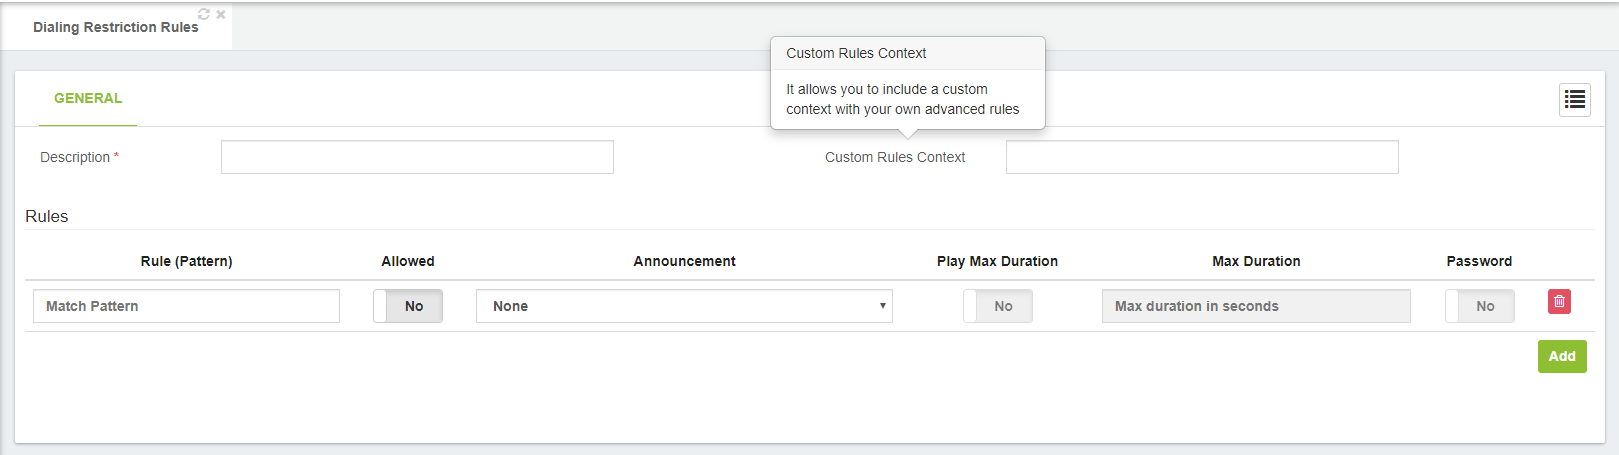 Dialing Restriction Rules
Custom Rules Context
It allows you to include a custom
context with your own advanced rules
GENERAL
Description *
Custom Rules Context
Rules
Rule (Pattern) Allowed Announcement Play Max Duration Max Duration Password
Match Pattern No None No Max duration in seconds No
Add